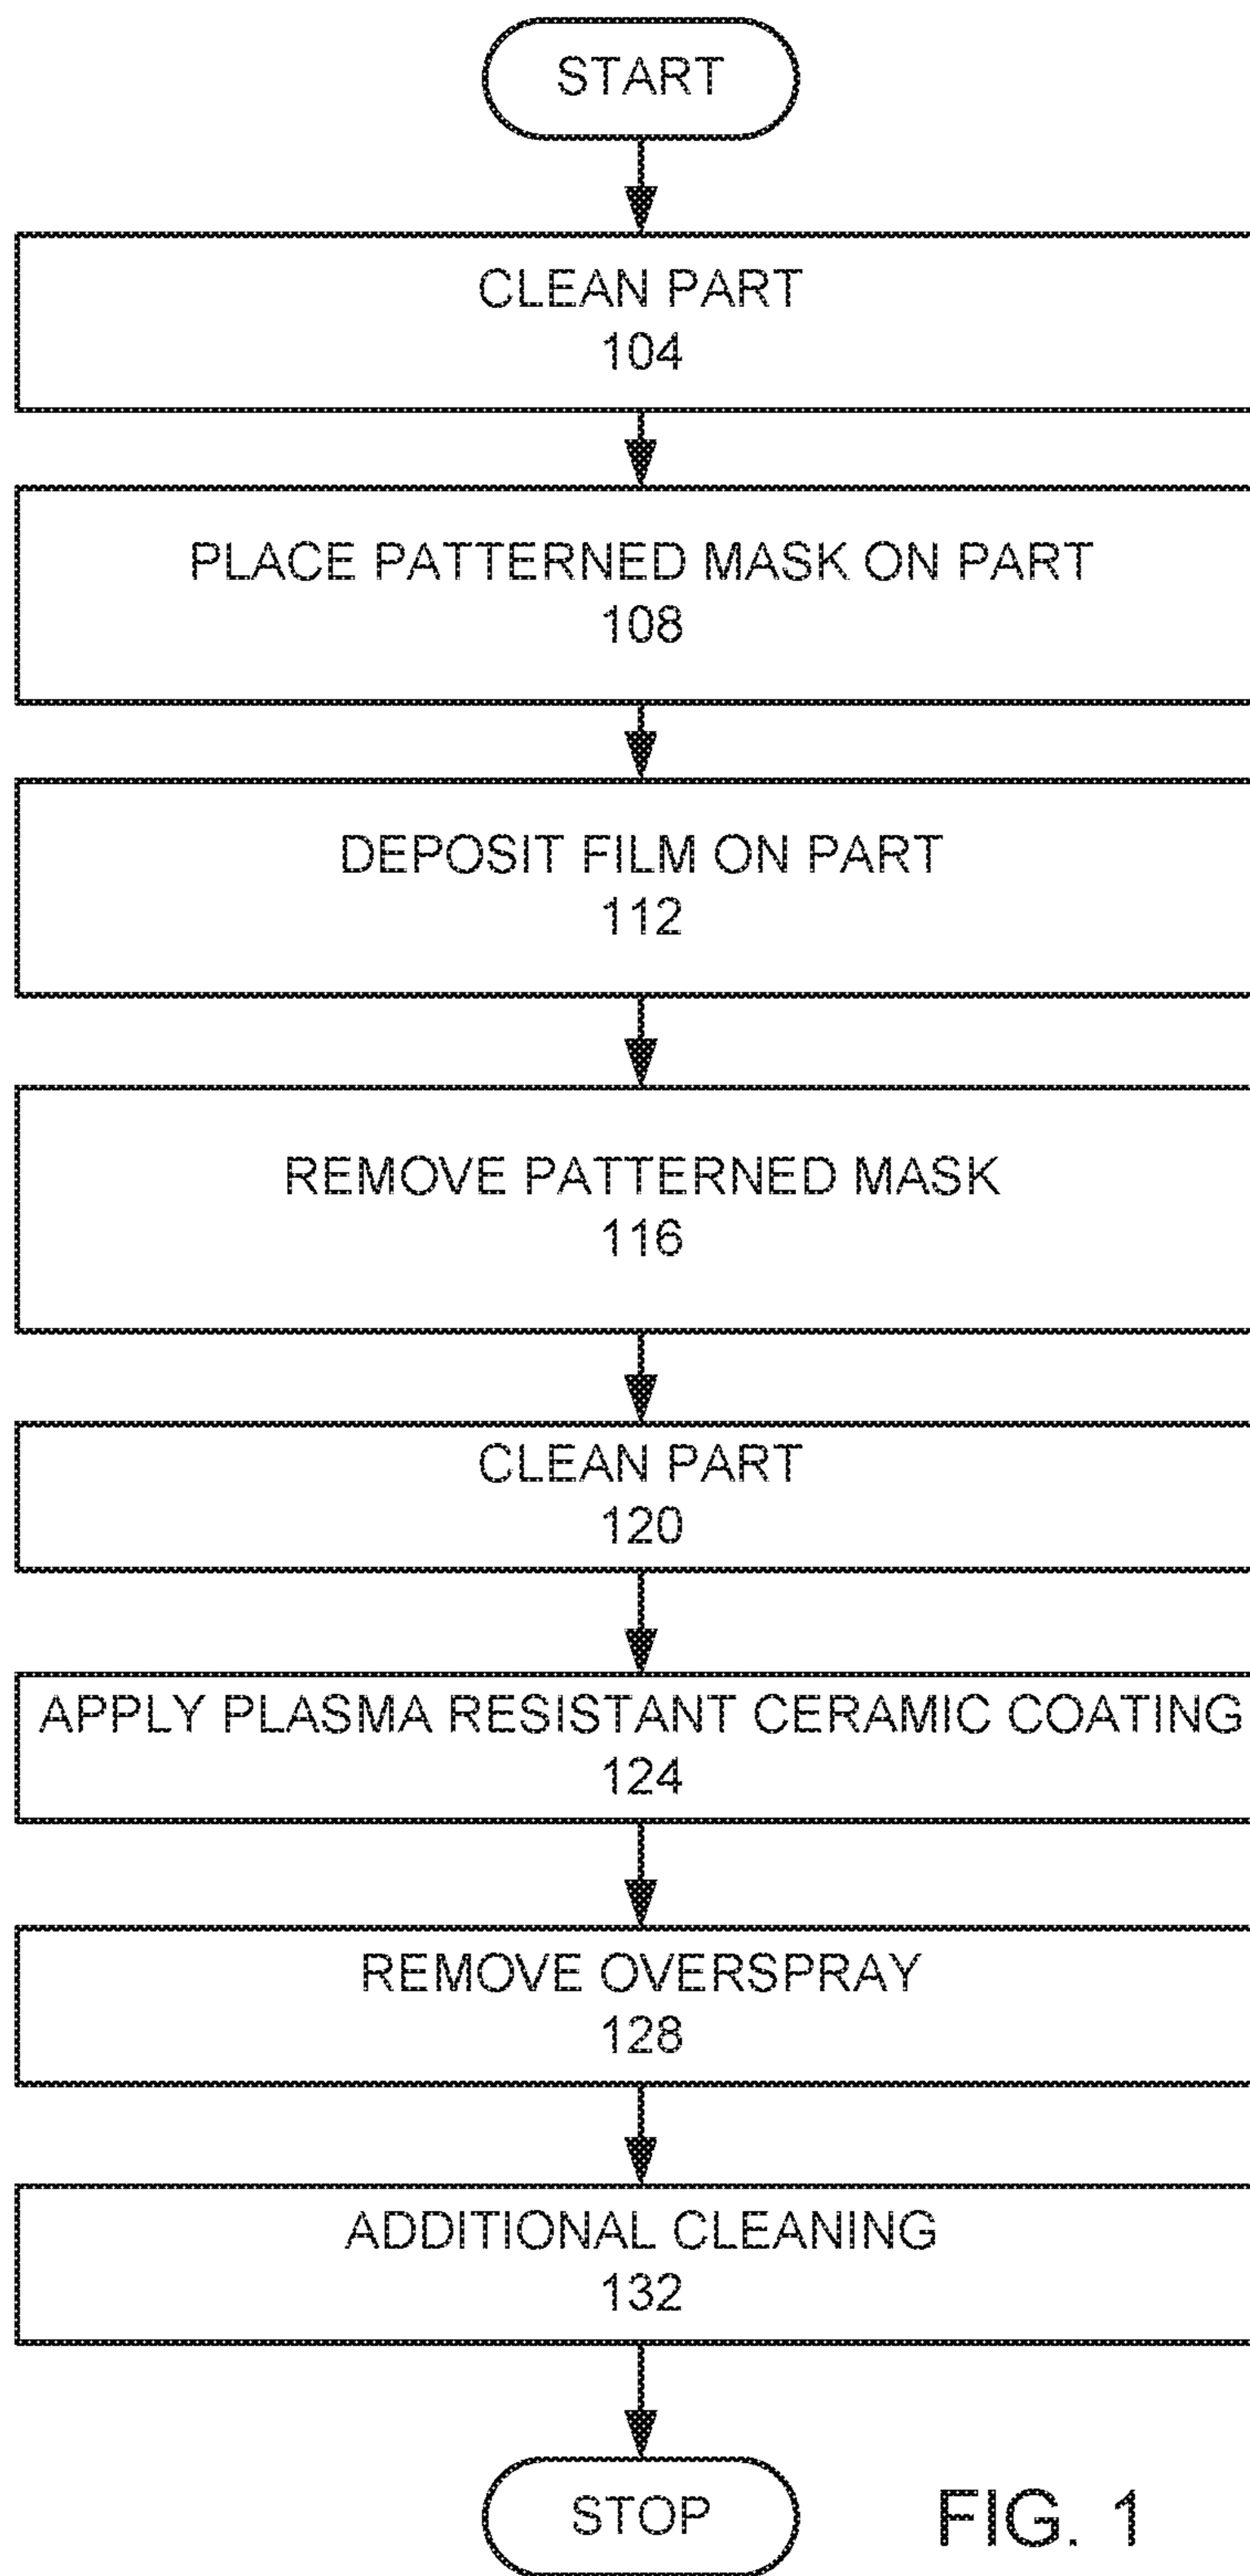 START
CLEAN PART
104
PLACE PATTERNED MASK ON PART
108
DEPOSIT FILM ON PART
112
REMOVE PATTERNED MASK
116
CLEAN PART
120
APPLY PLASMA RESISTANT CERAMIC COATING
124
REMOVE OVERSPRAY
128
ADDITIONAL CLEANING
132
STOP
FIG. 1